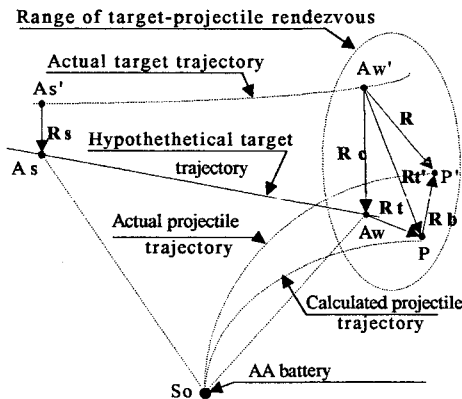 Range of target-projectile rendezvous
Actual target trajectory
As'
Aw'
Rs
R
Hypothethetical target
trajectory
As
Rc
Rt'
P'
Actual projectile
trajectory
Rt
Rb
Aw
P
Calculated projectile
trajectory
AA battery
So